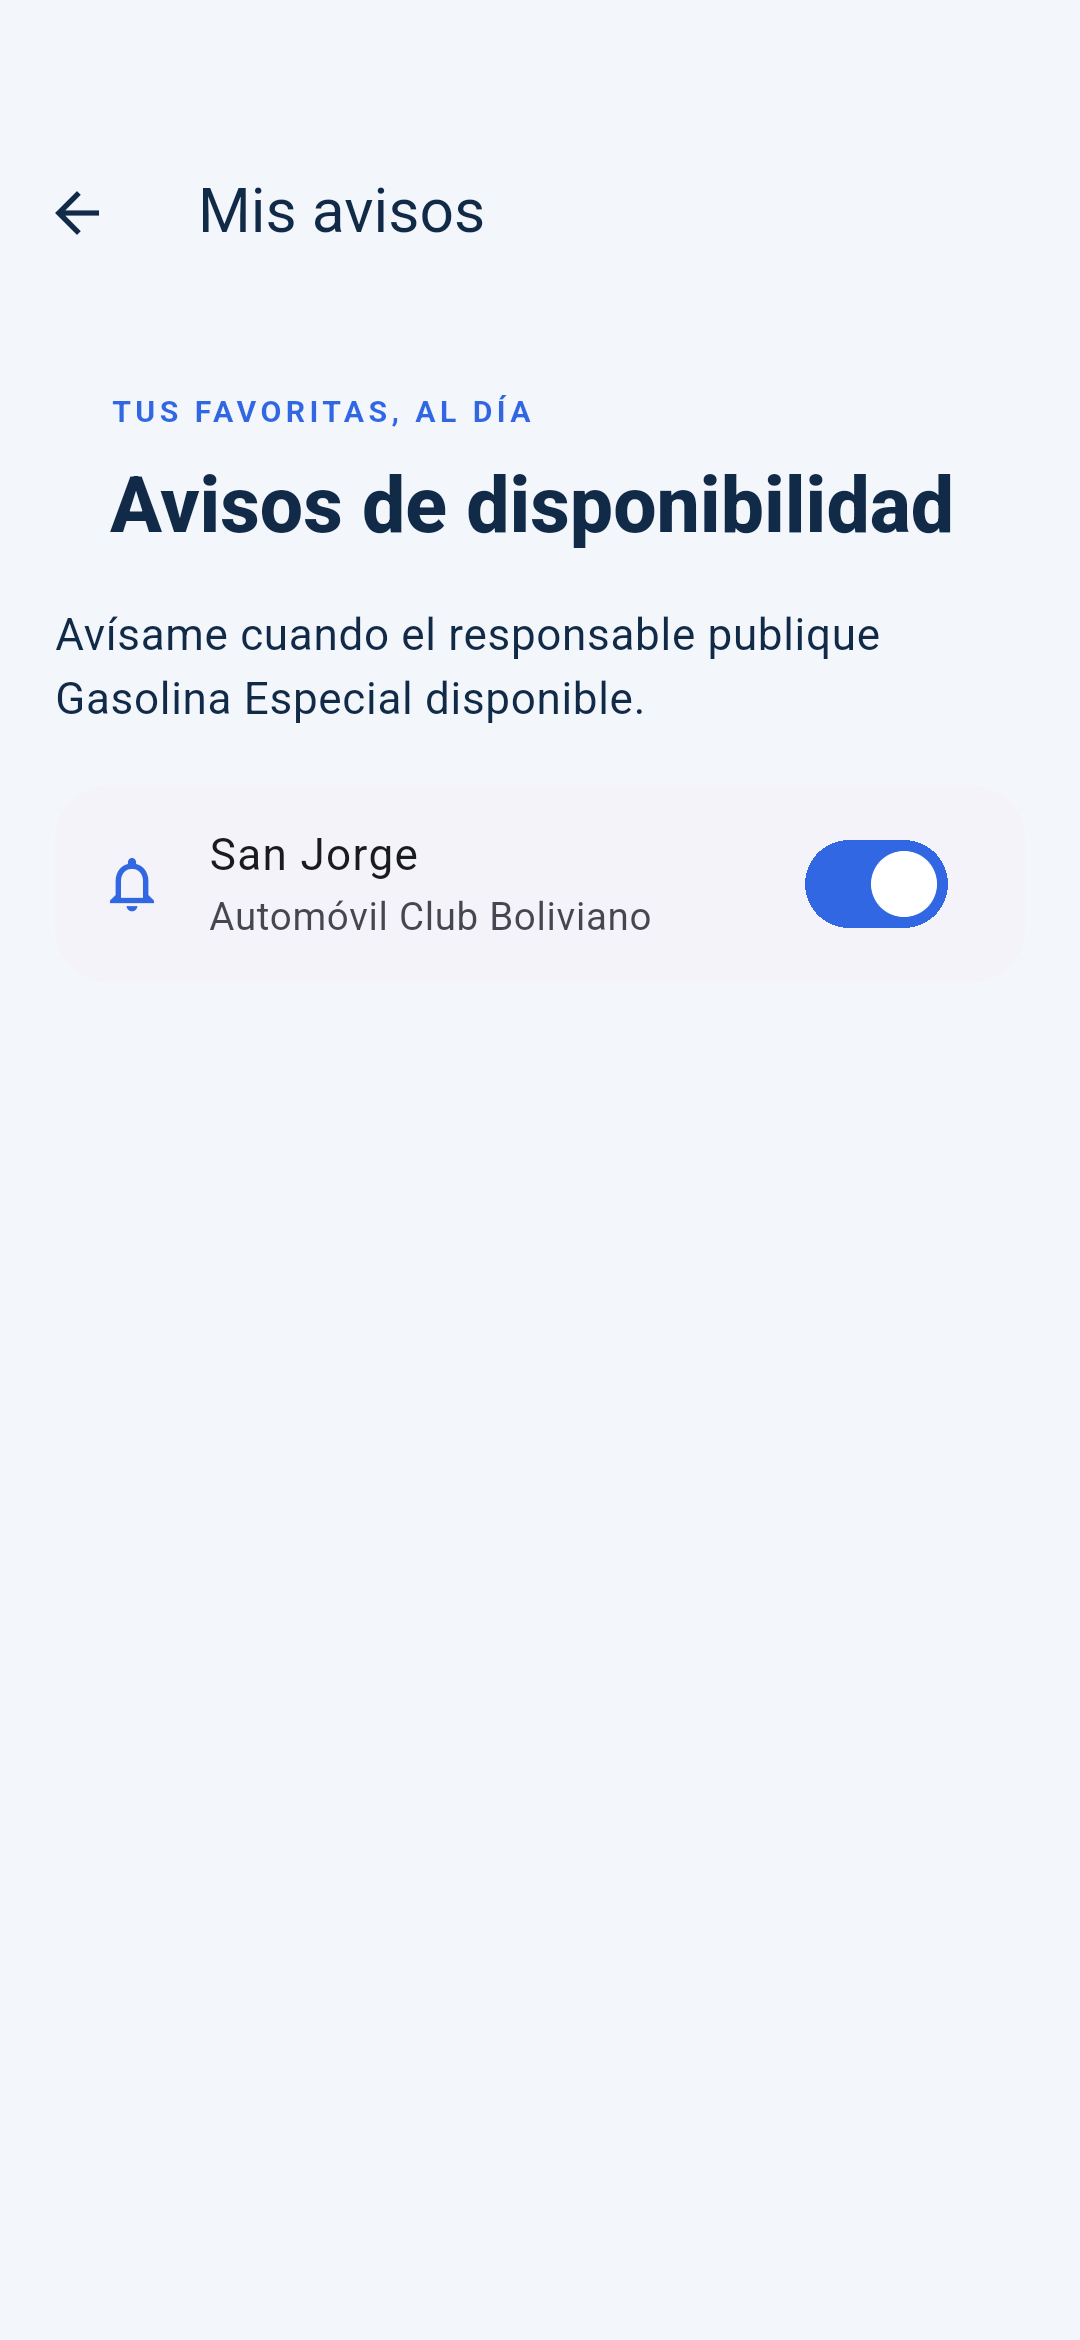 Mis avisos
TUS FAVORITAS, AL DÍA
Avisos de disponibilidad
Avísame cuando el responsable publique
Gasolina Especial disponible.
San Jorge
Automóvil Club Boliviano